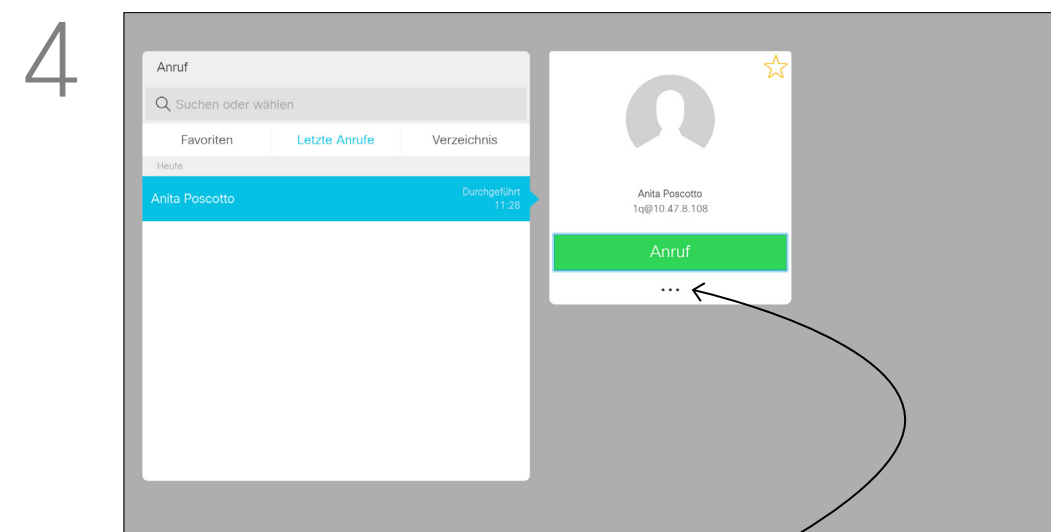 4
Anruf
Suchen oder wählen
Favoriten Letzte Anrufe Verzeichnis
Heute
Anita Poscotto
Durchgeführt
11:28
Anita Poscotto
1q@10.47.8.108
Anruf
...